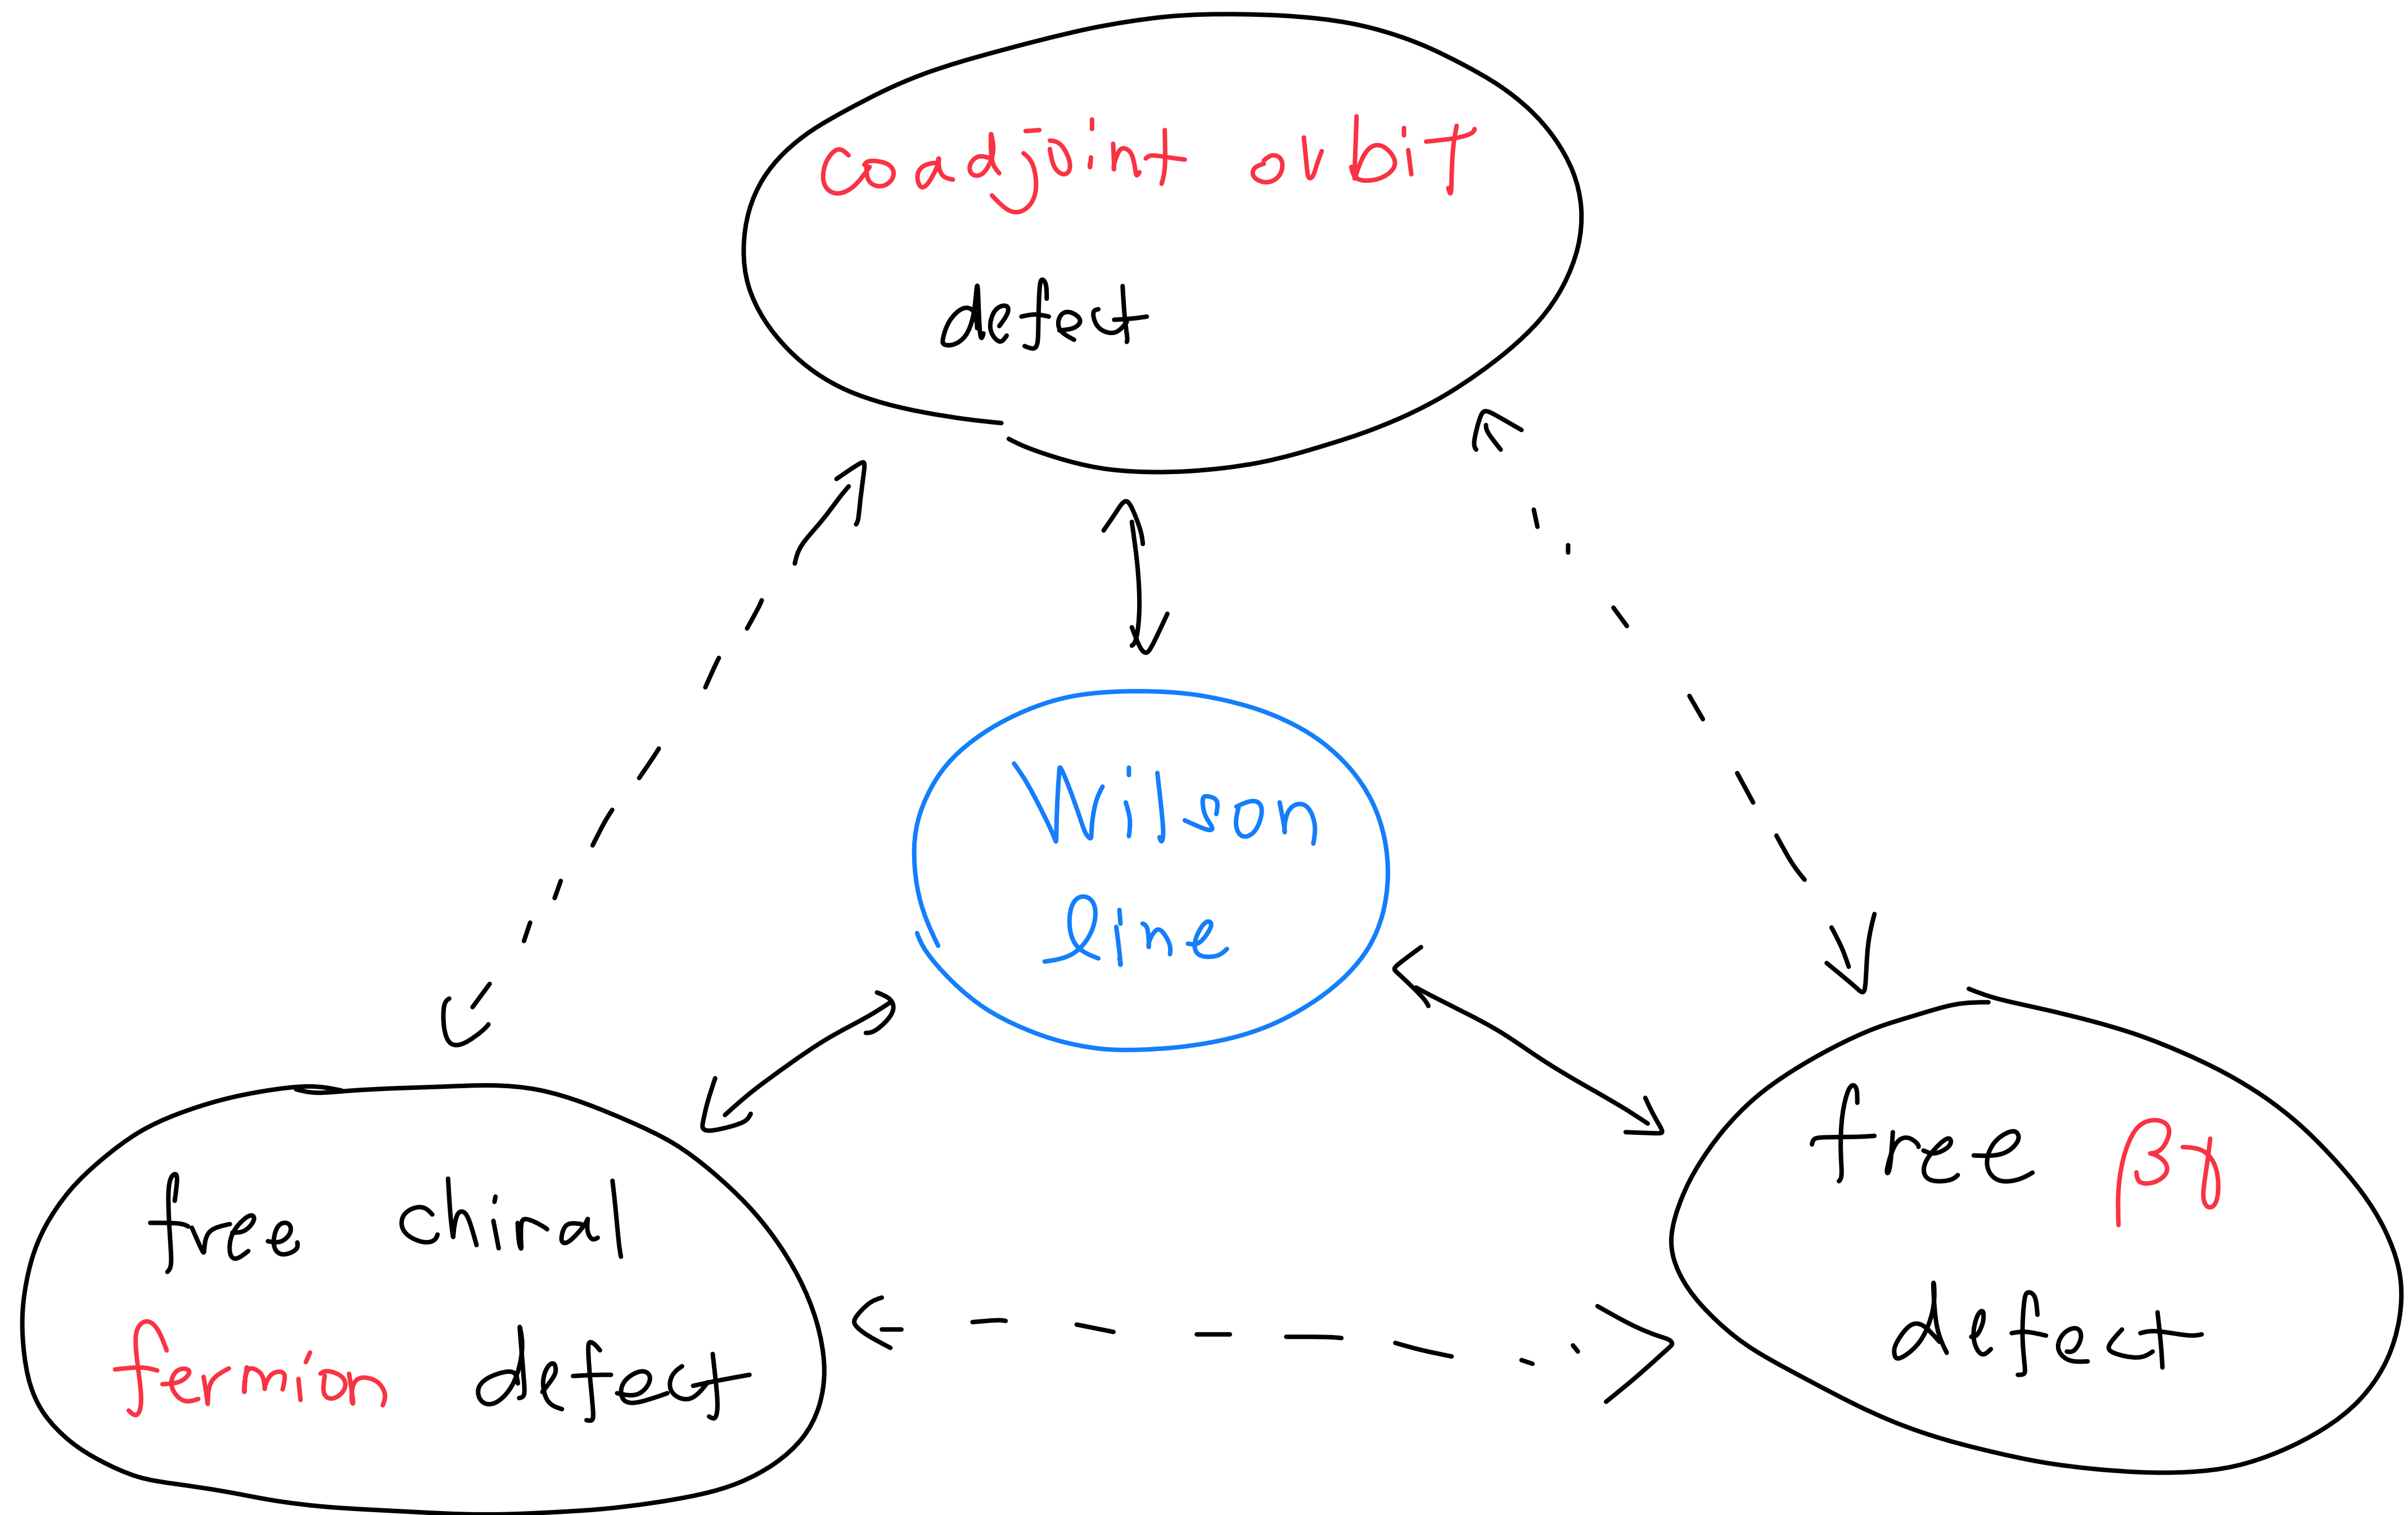 coadjoint orbit
defect
Wilson
line
free chiral
fermion defect
free βγ
defect